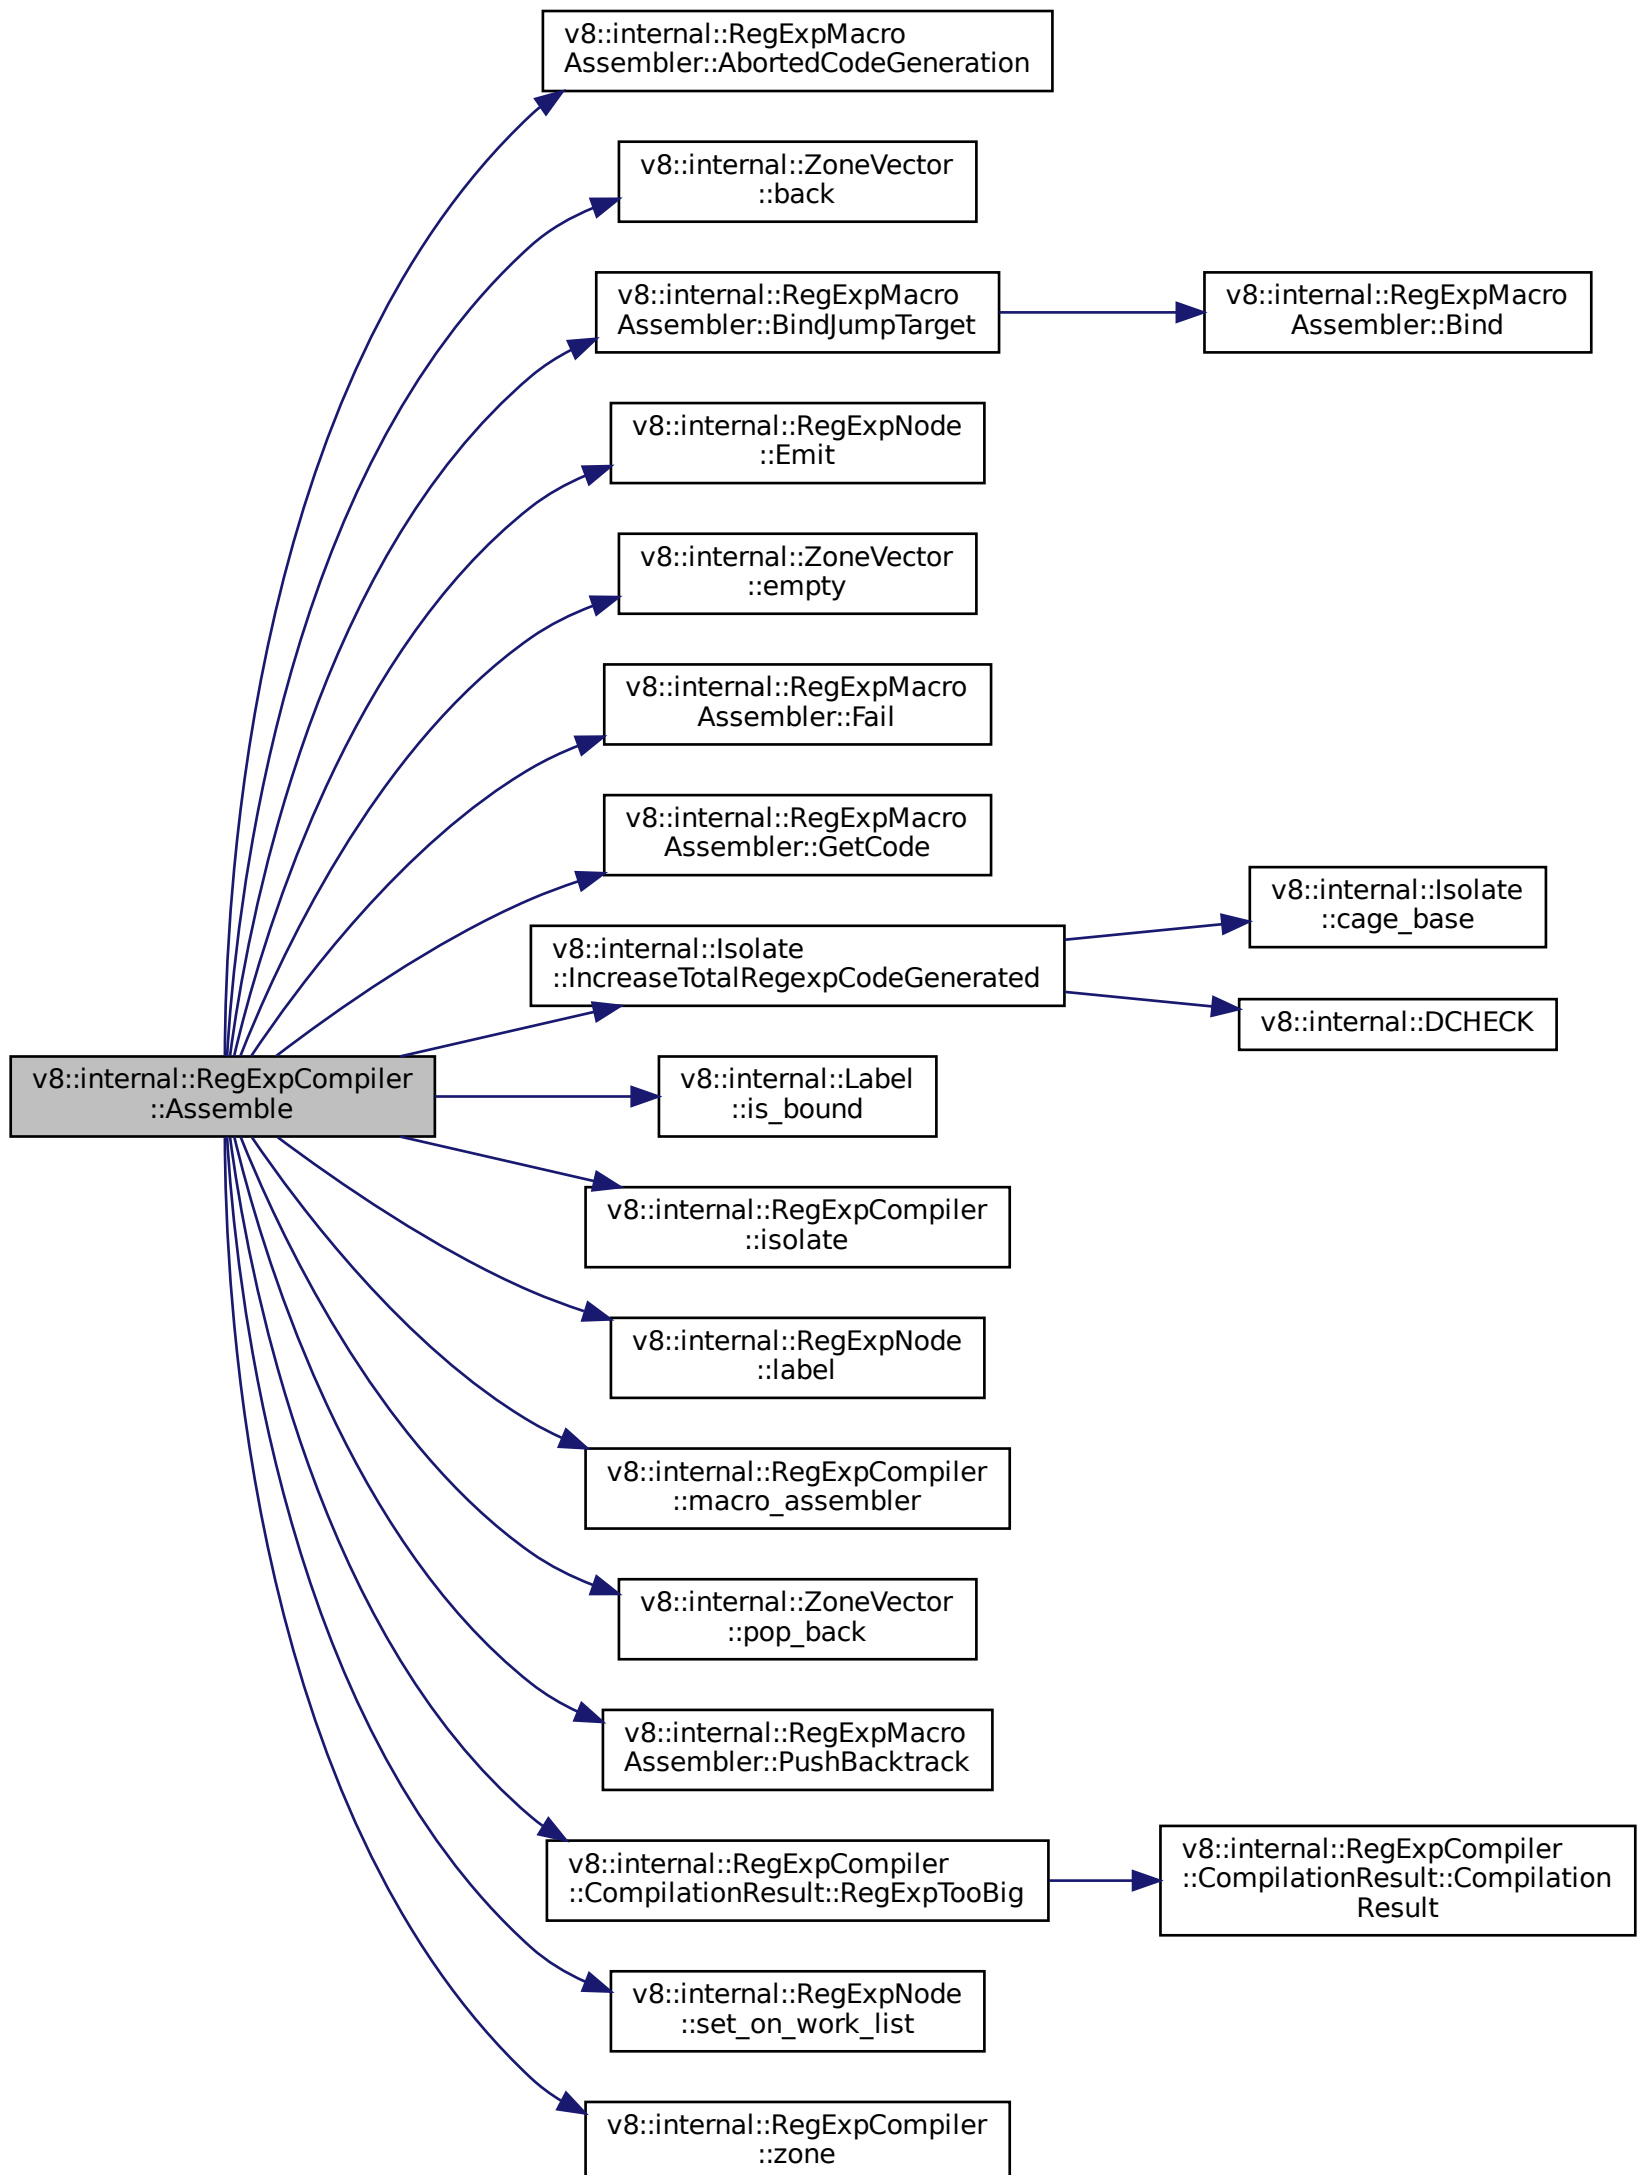 v8::internal::RegExpMacro
Assembler::AbortedCodeGeneration
v8::internal::ZoneVector
::back
v8::internal::RegExpMacro
Assembler::BindJumpTarget
v8::internal::RegExpMacro
Assembler::Bind
v8::internal::RegExpNode
::Emit
v8::internal::ZoneVector
::empty
v8::internal::RegExpMacro
Assembler::Fail
v8::internal::RegExpMacro
Assembler::GetCode
v8::internal::Isolate
::IncreaseTotalRegexpCodeGenerated
v8::internal::Isolate
::cage_base
v8::internal::DCHECK
v8::internal::RegExpCompiler
::Assemble
v8::internal::Label
::is_bound
v8::internal::RegExpCompiler
::isolate
v8::internal::RegExpNode
::label
v8::internal::RegExpCompiler
::macro_assembler
v8::internal::ZoneVector
::pop_back
v8::internal::RegExpMacro
Assembler::PushBacktrack
v8::internal::RegExpCompiler
::CompilationResult::RegExpTooBig
v8::internal::RegExpCompiler
::CompilationResult::Compilation
Result
v8::internal::RegExpNode
::set_on_work_list
v8::internal::RegExpCompiler
::zone